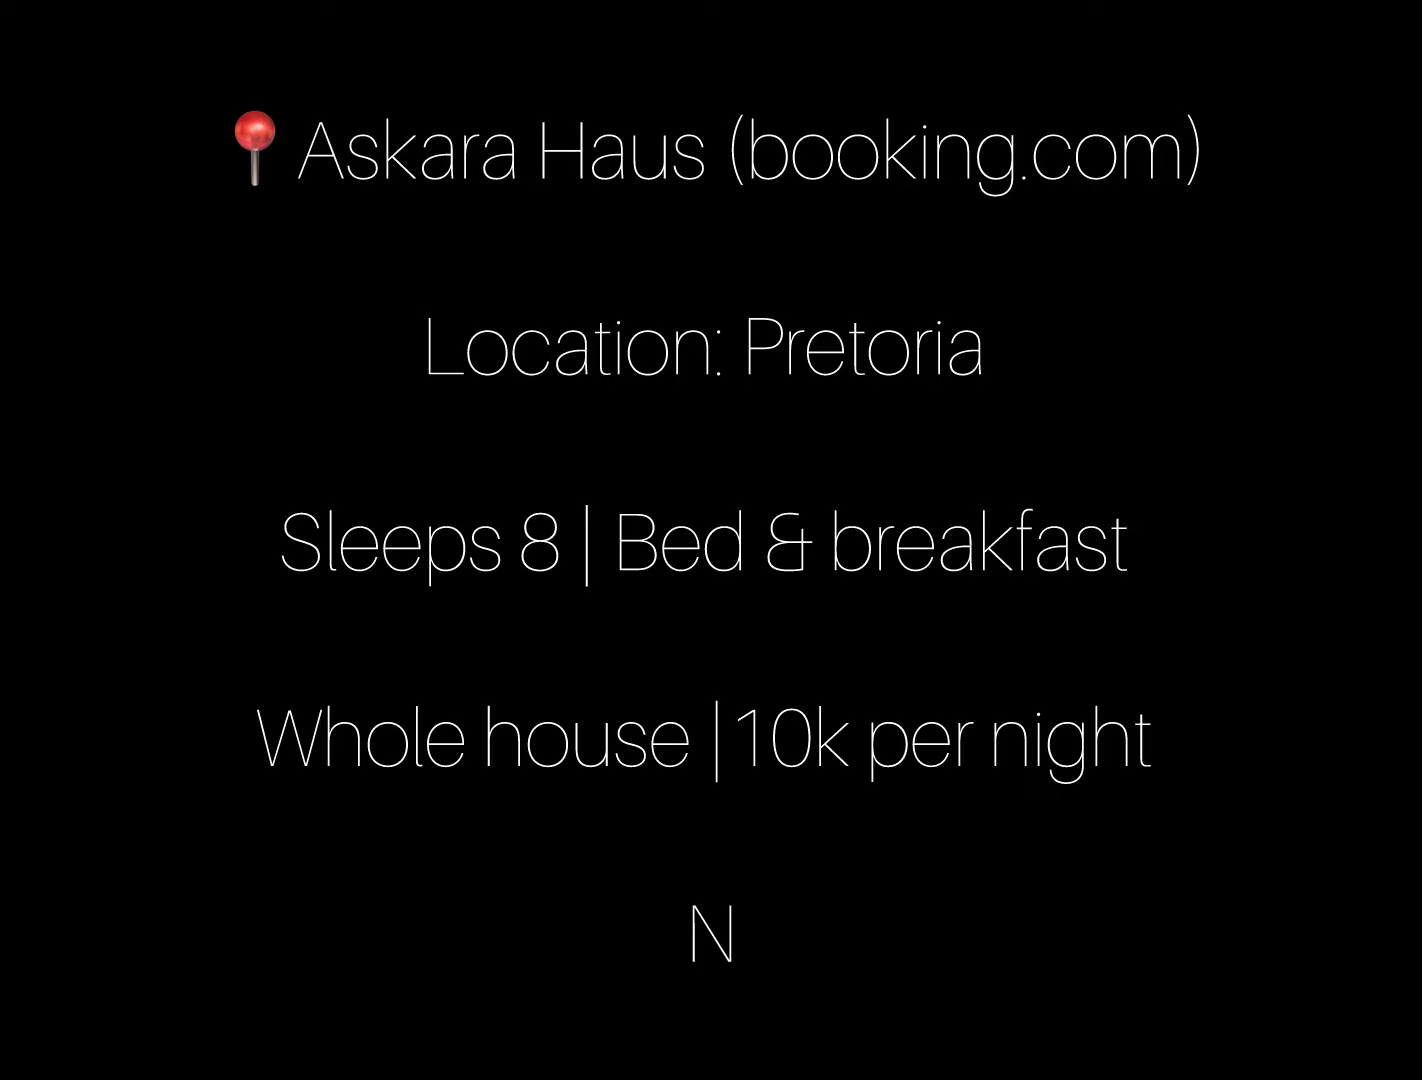 📍Askara Haus (booking.com)
Location: Pretoria
Sleeps 8 | Bed & breakfast
Whole house |10k per night
N